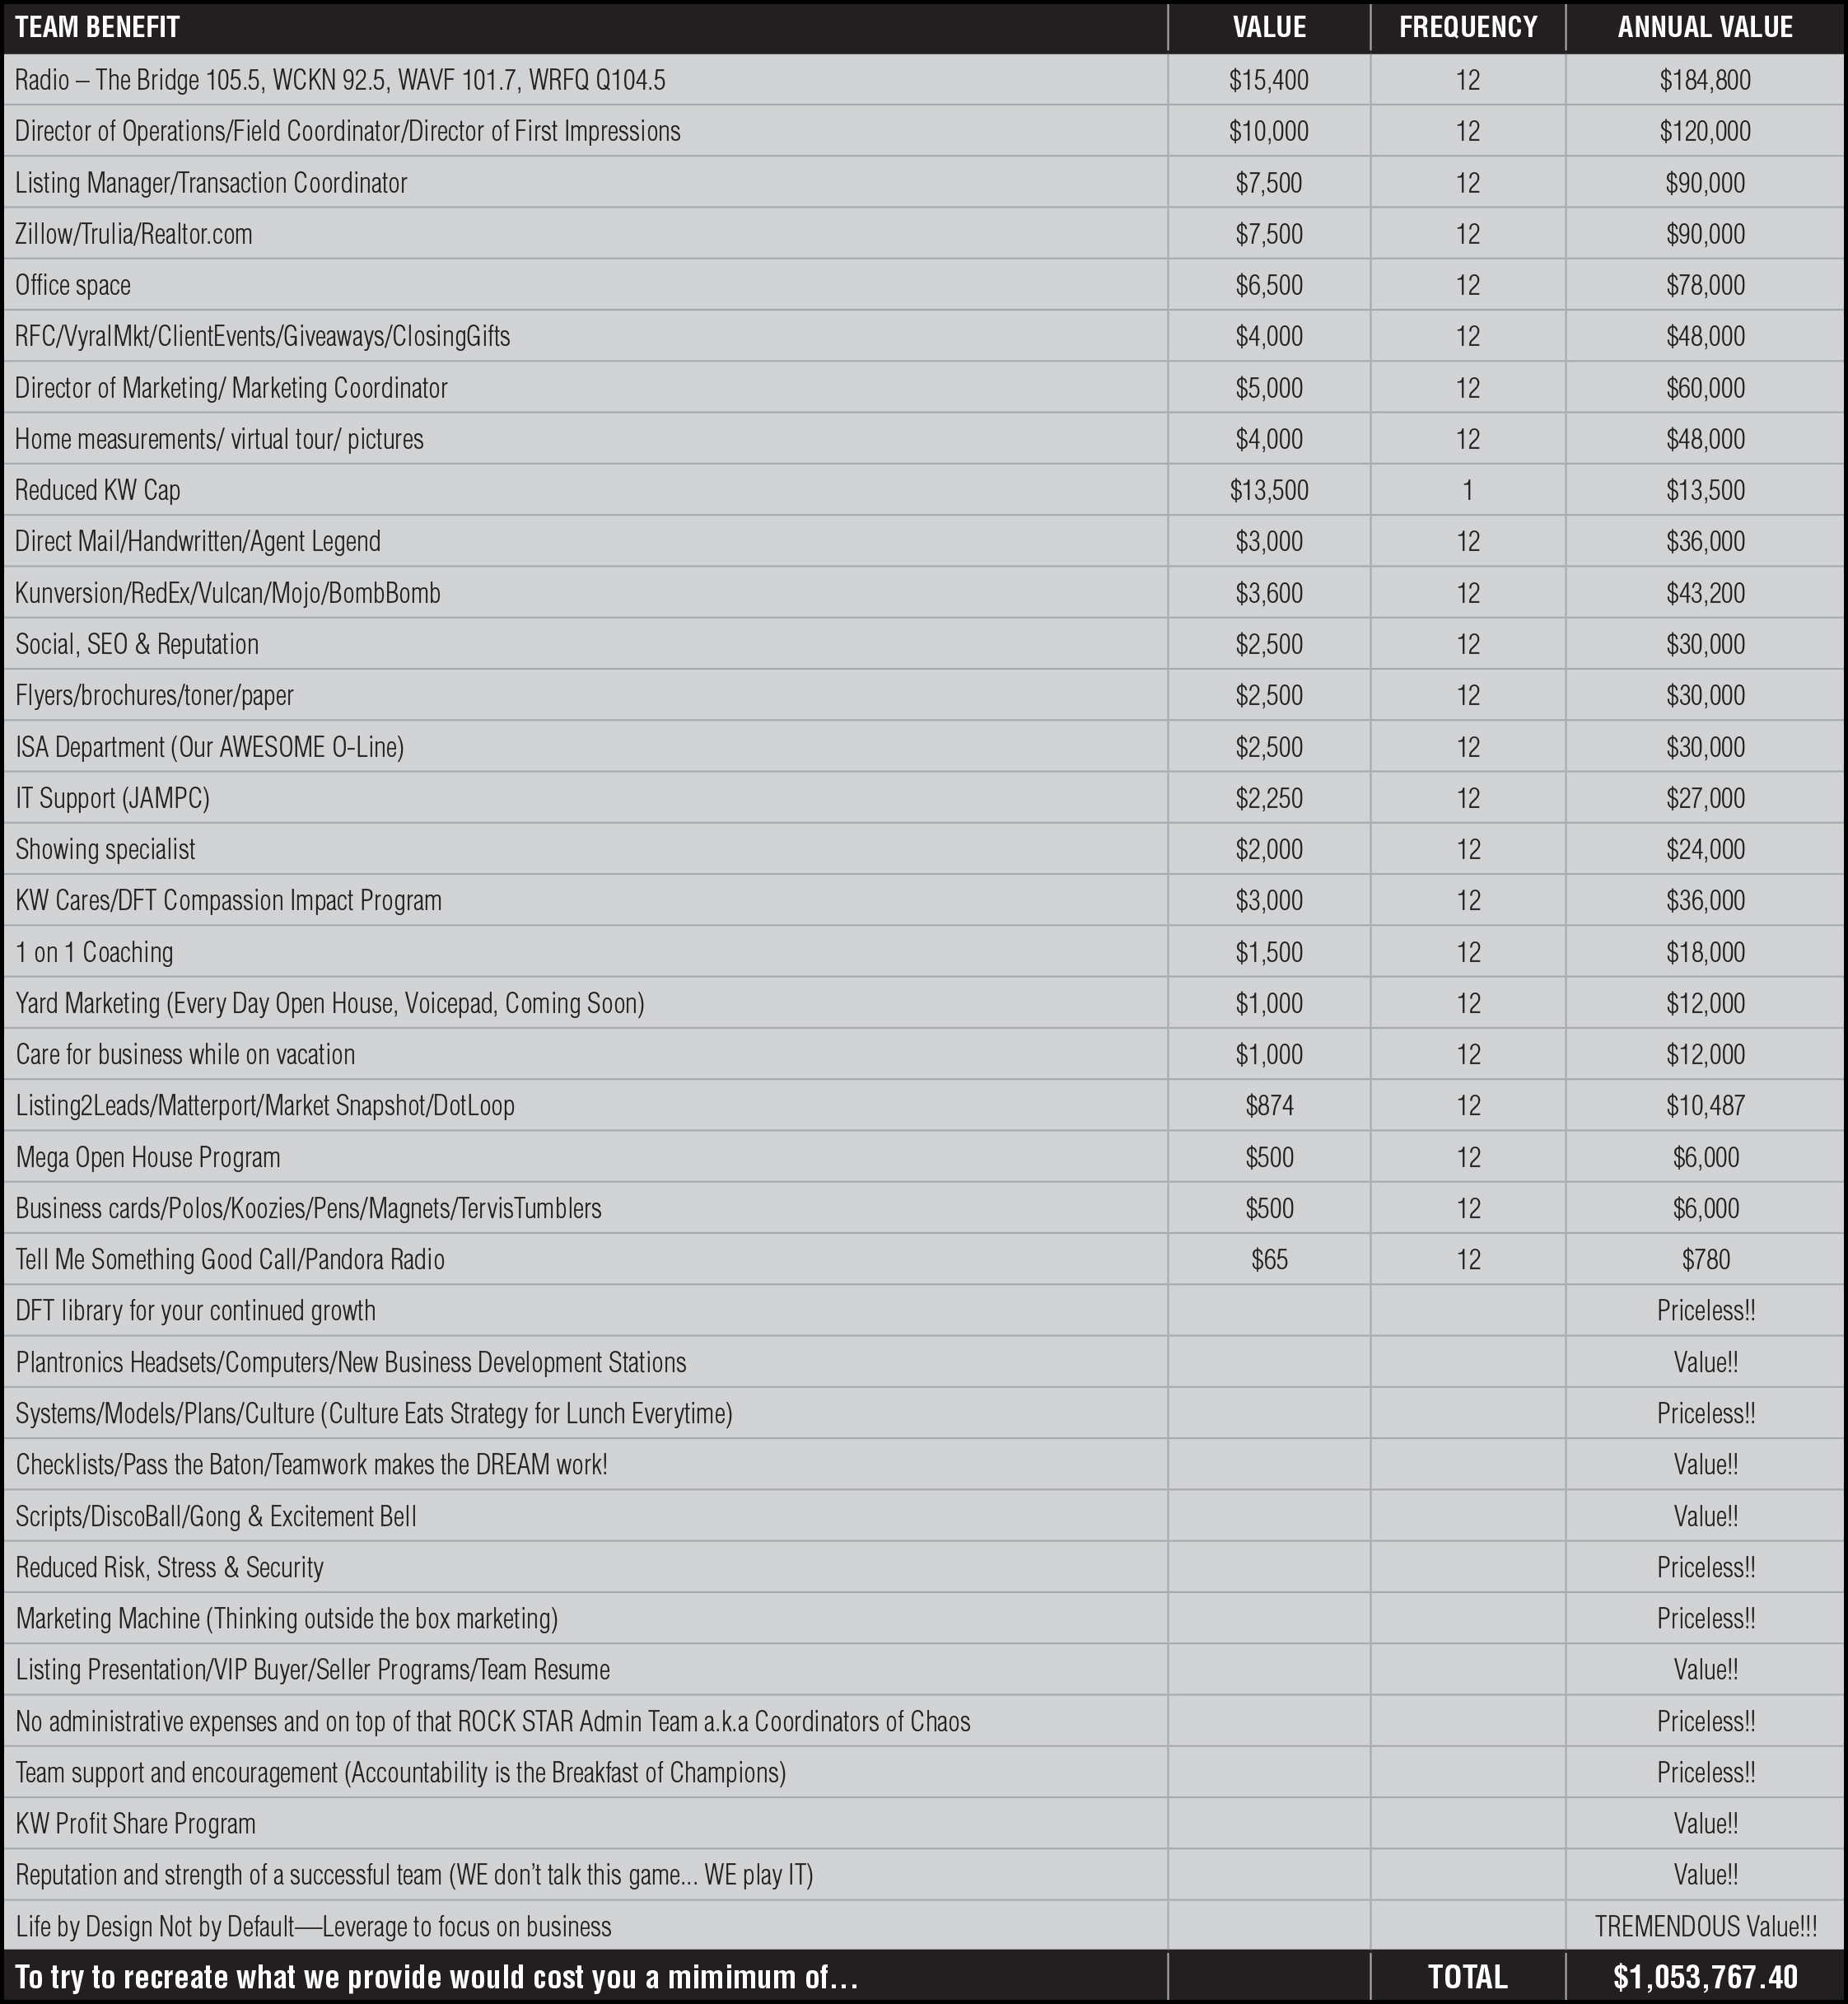 TEAM BENEFIT VALUE FREQUENCY ANNUAL VALUE
Radio – The Bridge 105.5, WCKN 92.5, WAVF 101.7, WRFQ Q104.5 $15,400 12 $184,800
Director of Operations/Field Coordinator/Director of First Impressions $10,000 12 $120,000
Listing Manager/Transaction Coordinator $7,500 12 $90,000
Zillow/Trulia/Realtor.com $7,500 12 $90,000
Office space $6,500 12 $78,000
RFC/VyralMkt/ClientEvents/Giveaways/ClosingGifts $4,000 12 $48,000
Director of Marketing/ Marketing Coordinator $5,000 12 $60,000
Home measurements/ virtual tour/ pictures $4,000 12 $48,000
Reduced KW Cap $13,500 1 $13,500
Direct Mail/Handwritten/Agent Legend $3,000 12 $36,000
Kunversion/RedEx/Vulcan/Mojo/BombBomb $3,600 12 $43,200
Social, SEO & Reputation $2,500 12 $30,000
Flyers/brochures/toner/paper $2,500 12 $30,000
ISA Department (Our AWESOME O-Line) $2,500 12 $30,000
IT Support (JAMPC) $2,250 12 $27,000
Showing specialist $2,000 12 $24,000
KW Cares/DFT Compassion Impact Program $3,000 12 $36,000
1 on 1 Coaching $1,500 12 $18,000
Yard Marketing (Every Day Open House, Voicepad, Coming Soon) $1,000 12 $12,000
Care for business while on vacation $1,000 12 $12,000
Listing2Leads/Matterport/Market Snapshot/DotLoop $874 12 $10,487
Mega Open House Program $500 12 $6,000
Business cards/Polos/Koozies/Pens/Magnets/TervisTumblers $500 12 $6,000
Tell Me Something Good Call/Pandora Radio $65 12 $780
DFT library for your continued growth Priceless!!
Plantronics Headsets/Computers/New Business Development Stations Value!!
Systems/Models/Plans/Culture (Culture Eats Strategy for Lunch Everytime) Priceless!!
Checklists/Pass the Baton/Teamwork makes the DREAM work! Value!!
Scripts/DiscoBall/Gong & Excitement Bell Value!!
Reduced Risk, Stress & Security Priceless!!
Marketing Machine (Thinking outside the box marketing) Priceless!!
Listing Presentation/VIP Buyer/Seller Programs/Team Resume Value!!
No administrative expenses and on top of that ROCK STAR Admin Team a.k.a Coordinators of Chaos Priceless!!
Team support and encouragement (Accountability is the Breakfast of Champions) Priceless!!
KW Profit Share Program Value!!
Reputation and strength of a successful team (WE don't talk this game... WE play IT) Value!!
Life by Design Not by Default—Leverage to focus on business TREMENDOUS Value!!!
To try to recreate what we provide would cost you a mimimum of... TOTAL $1,053,767.40